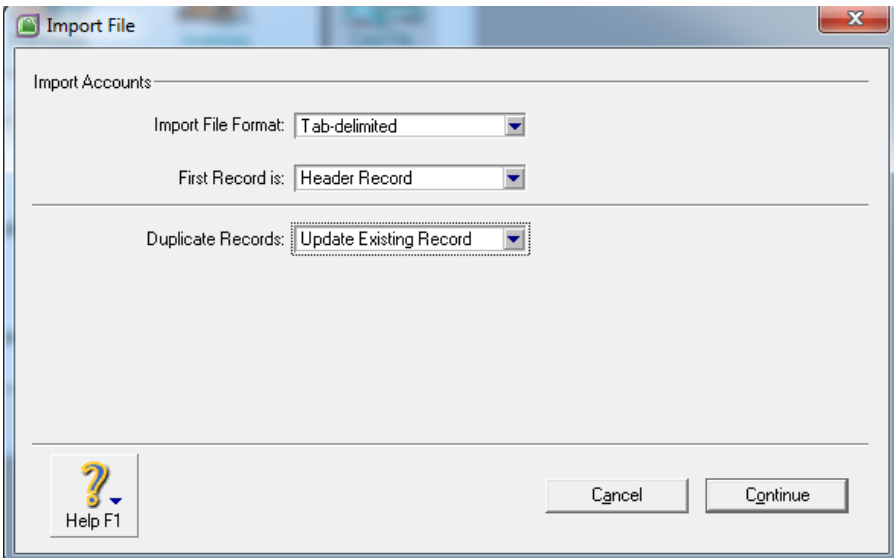 Import File
X
Import Accounts
Import File Format: Tab-delimited
First Record is: Header Record
Duplicate Records: Update Existing Record
Help F1
Cancel
Continue